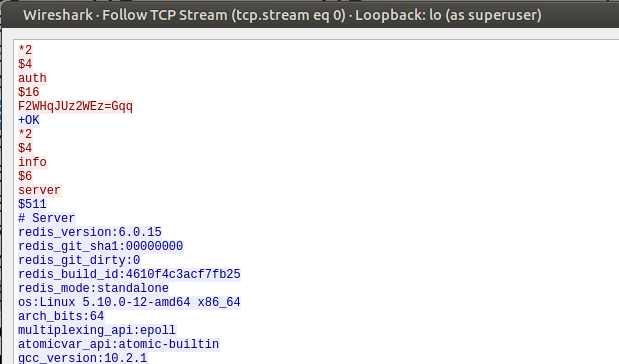 Wireshark · Follow TCP Stream (tcp.stream eq 0) · Loopback: lo (as superuser)
*2
$4
auth
$16
F2WHqJUz2WEz=Gqq
+OK
*2
$4
info
$6
server
$511
# Server
redis_version:6.0.15
redis_git_sha1:00000000
redis_git_dirty:0
redis_build_id:4610f4c3acf7fb25
redis_mode:standalone
os:Linux 5.10.0-12-amd64 x86_64
arch_bits:64
multiplexing_api:epoll
atomicvar_api:atomic-builtin
gcc_version:10.2.1